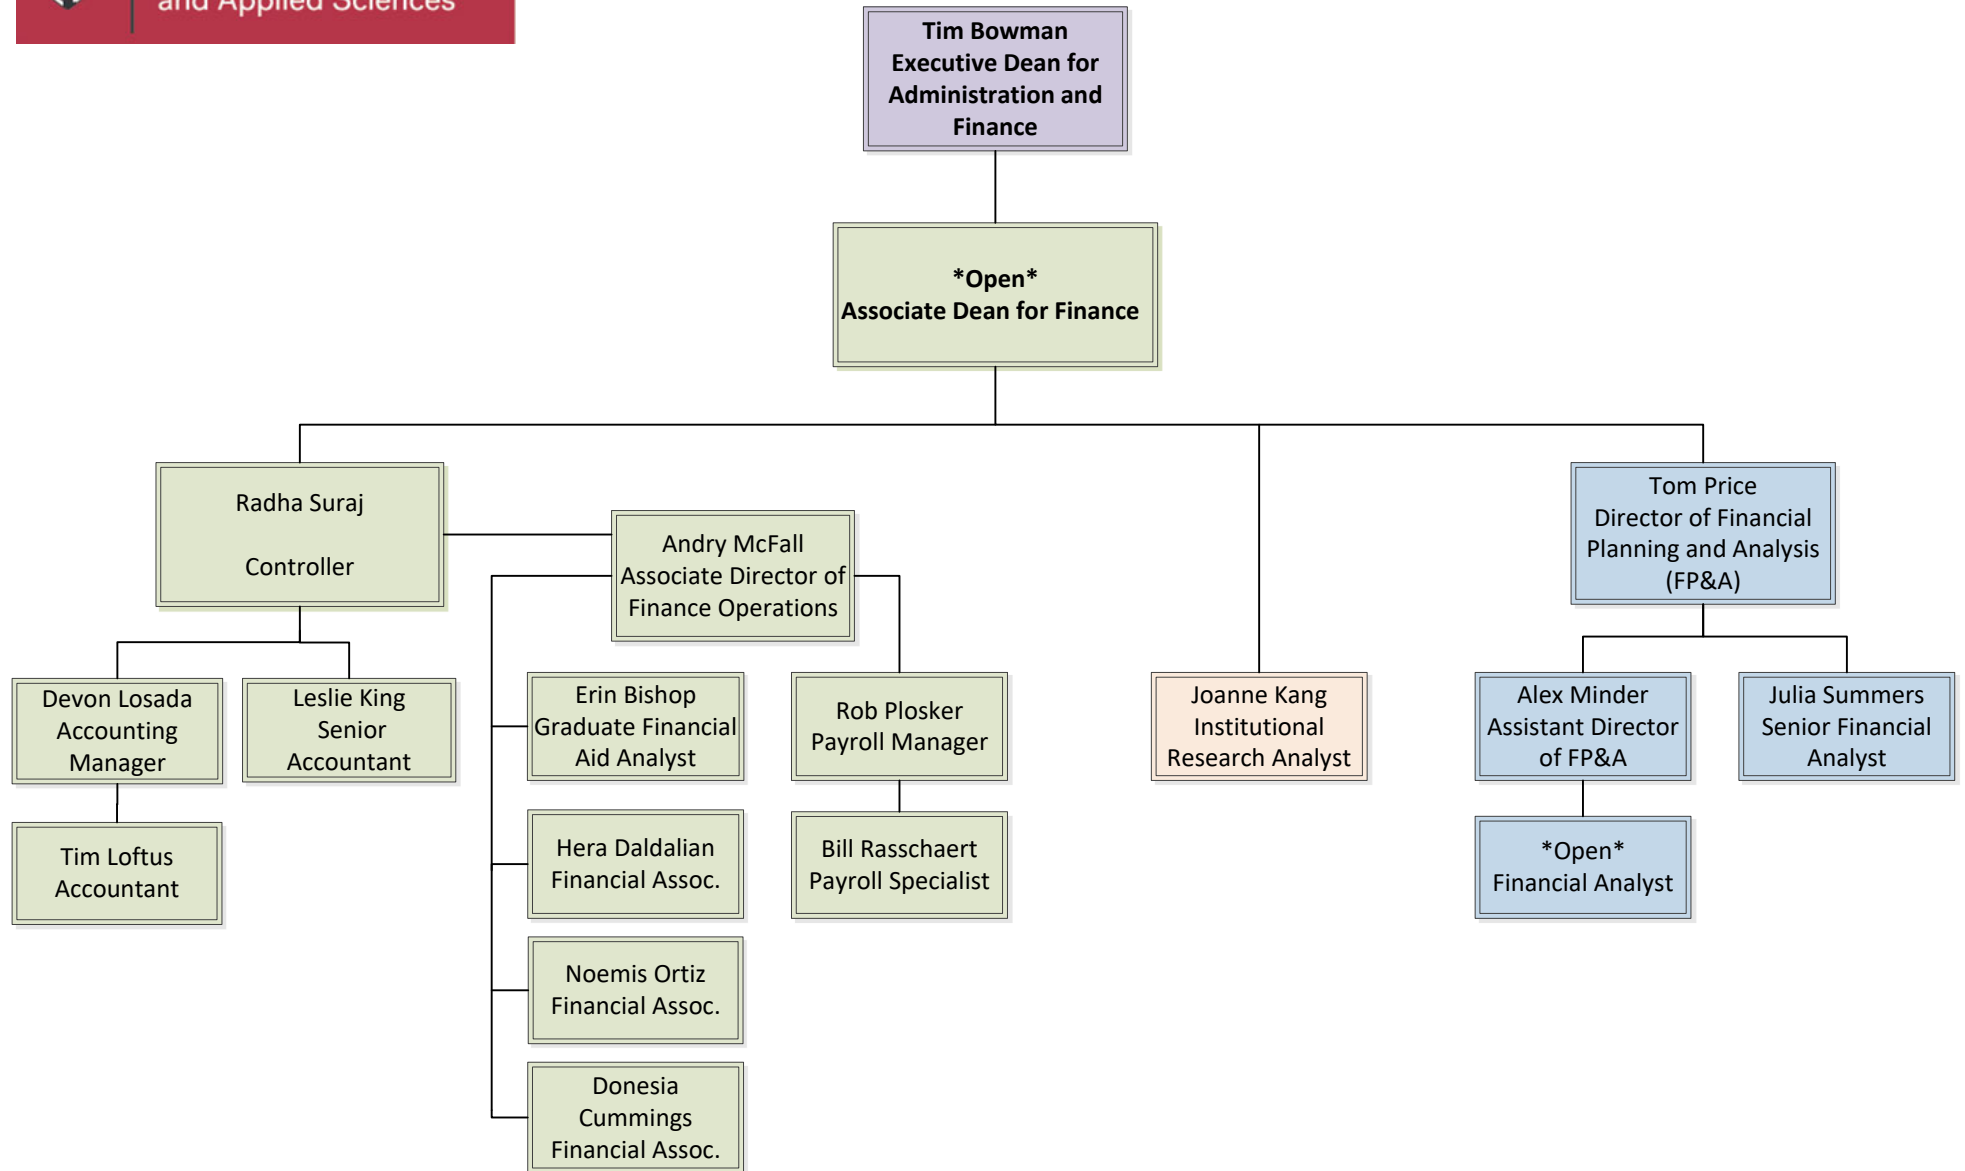 and Applied Sciences
Tim Bowman
Executive Dean for
Administration and
Finance
*Open*
Associate Dean for Finance
Radha Suraj
Controller
Andry McFall
Associate Director of
Finance Operations
Tom Price
Director of Financial
Planning and Analysis
(FP&A)
Devon Losada
Accounting
Manager
Leslie King
Senior
Accountant
Erin Bishop
Graduate Financial
Aid Analyst
Rob Plosker
Payroll Manager
Joanne Kang
Institutional
Research Analyst
Alex Minder
Assistant Director
of FP&A
Julia Summers
Senior Financial
Analyst
Tim Loftus
Accountant
Hera Daldalian
Financial Assoc.
Bill Rasschaert
Payroll Specialist
*Open*
Financial Analyst
Noemis Ortiz
Financial Assoc.
Donesia
Cummings
Financial Assoc.